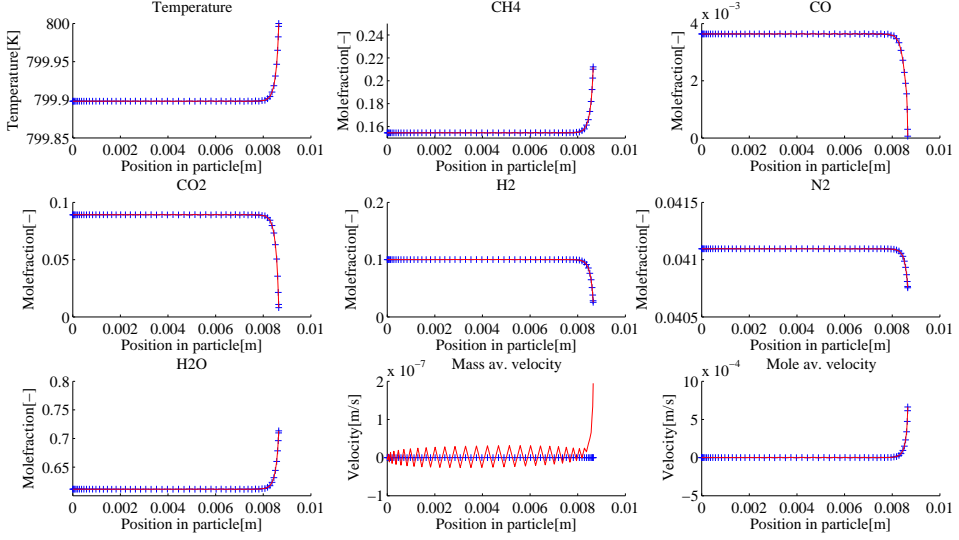 Temperature
800
799.95
799.9
799.85
Temperature[K]
0 0.002 0.004 0.006 0.008 0.01
Position in particle[m]
CH4
0.24
0.22
0.2
0.18
0.16
Molefraction[−]
0 0.002 0.004 0.006 0.008 0.01
Position in particle[m]
CO
x 10−3
4
3
2
1
0
Molefraction[−]
0 0.002 0.004 0.006 0.008 0.01
Position in particle[m]
CO2
0.1
0.05
0
Molefraction[−]
0 0.002 0.004 0.006 0.008 0.01
Position in particle[m]
H2
0.2
0.1
0
Molefraction[−]
0 0.002 0.004 0.006 0.008 0.01
Position in particle[m]
N2
0.0415
0.041
0.0405
Molefraction[−]
0 0.002 0.004 0.006 0.008 0.01
Position in particle[m]
H2O
0.8
0.75
0.7
0.65
Molefraction[−]
0 0.002 0.004 0.006 0.008 0.01
Position in particle[m]
Mass av. velocity
x 10−7
2
1
0
−1
Velocity[m/s]
0 0.002 0.004 0.006 0.008 0.01
Position in particle[m]
Mole av. velocity
x 10−4
10
5
0
−5
Velocity[m/s]
0 0.002 0.004 0.006 0.008 0.01
Position in particle[m]